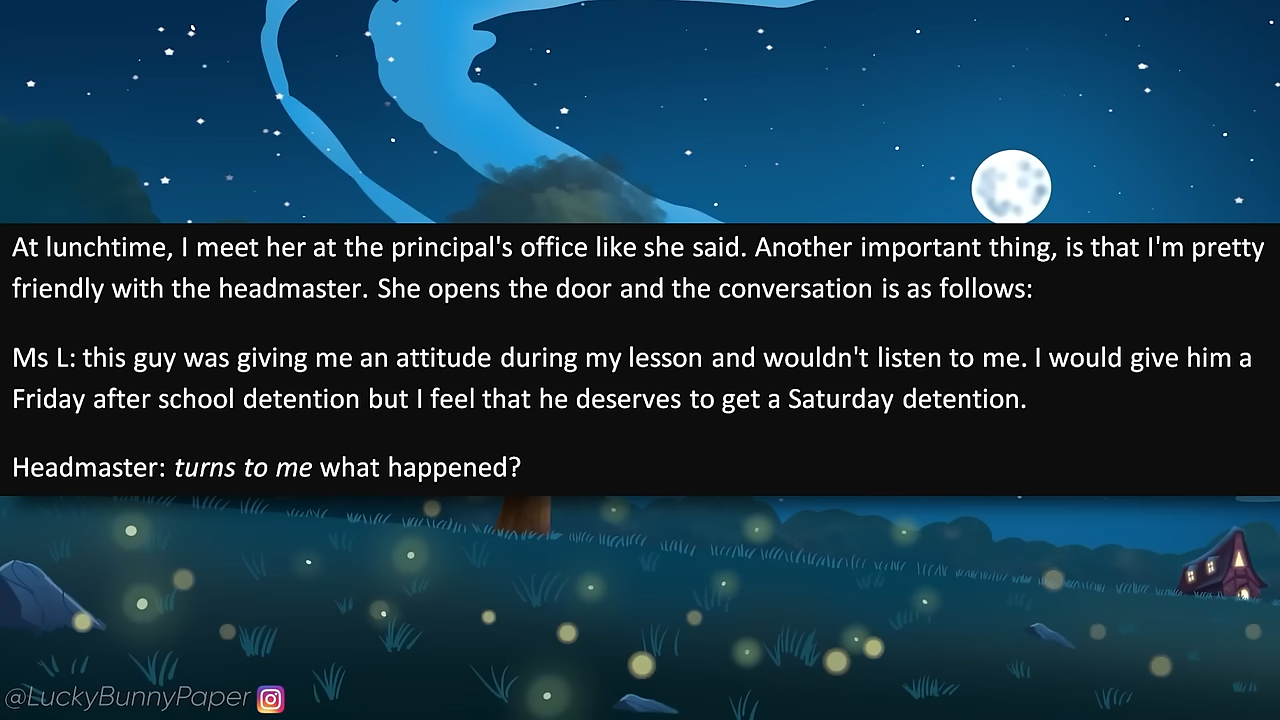 At lunchtime, I meet her at the principal's office like she said. Another important thing, is that I'm pretty
friendly with the headmaster. She opens the door and the conversation is as follows:
Ms L: this guy was giving me an attitude during my lesson and wouldn't listen to me. I would give him a
Friday after school detention but I feel that he deserves to get a Saturday detention.
Headmaster: turns to me what happened?
@LuckyBunnyPaper